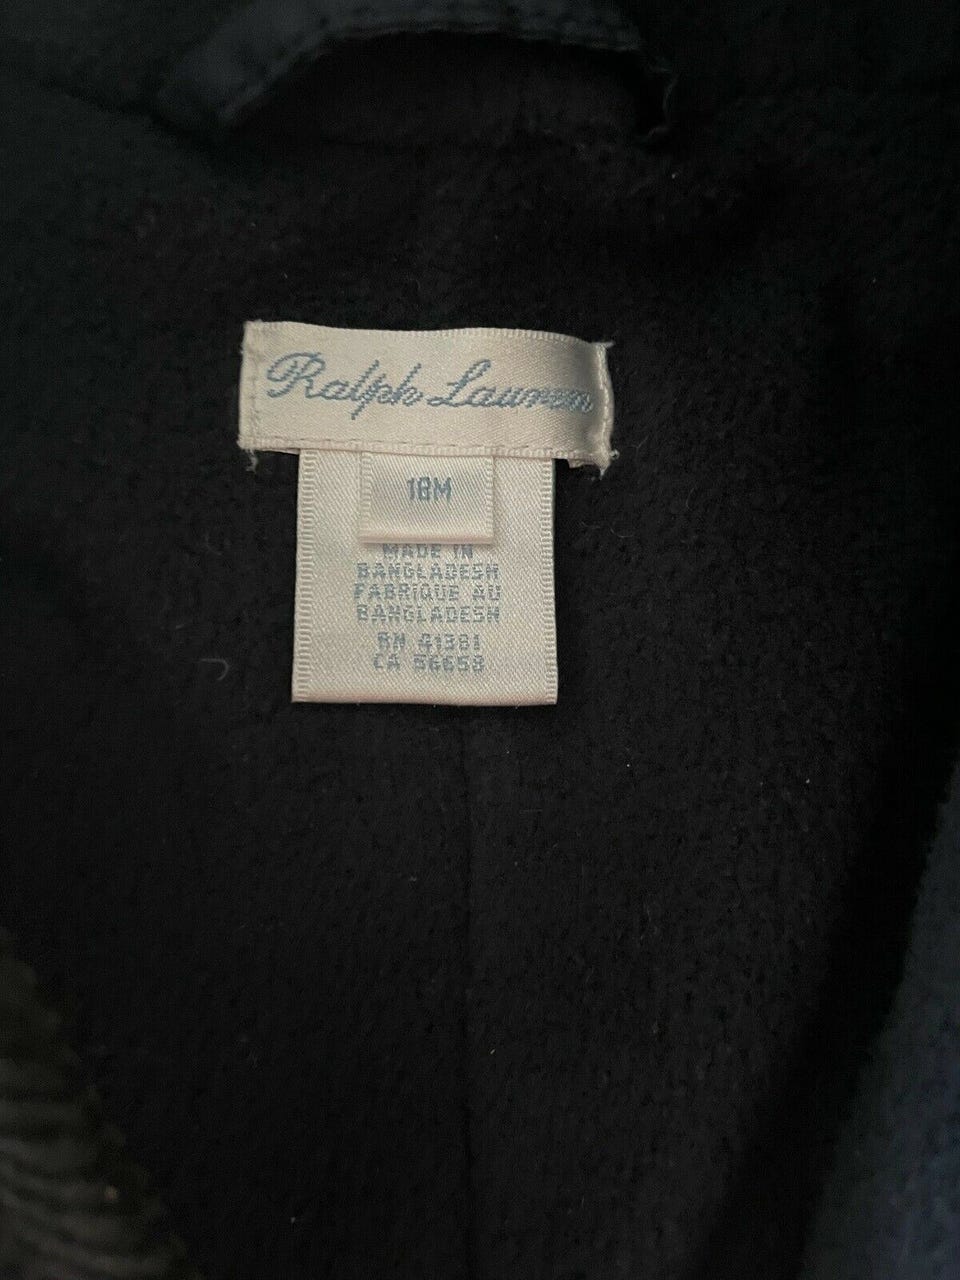 Ralph Lauren
18M
MADE IN
BANGLADESH
FABRIQUE AU
BANGLADESH
RN 41381
CA 56658